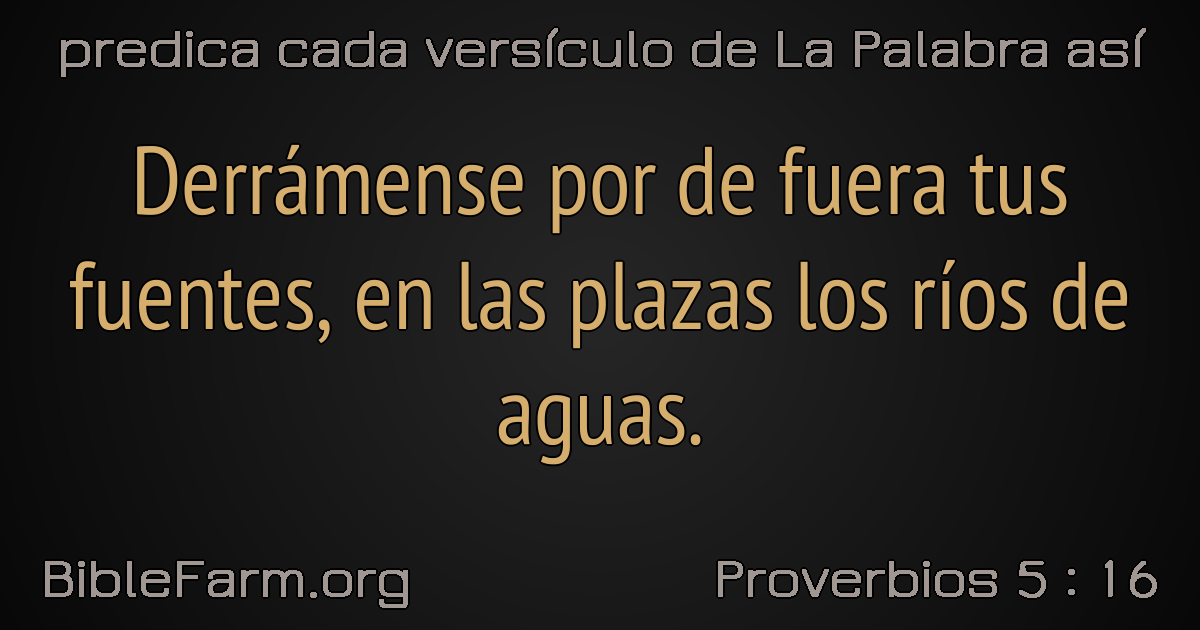 predica cada versículo de La Palabra así
Derrámense por de fuera tus
fuentes, en las plazas los ríos de
aguas.
BibleFarm.org
Proverbios 5 : 16